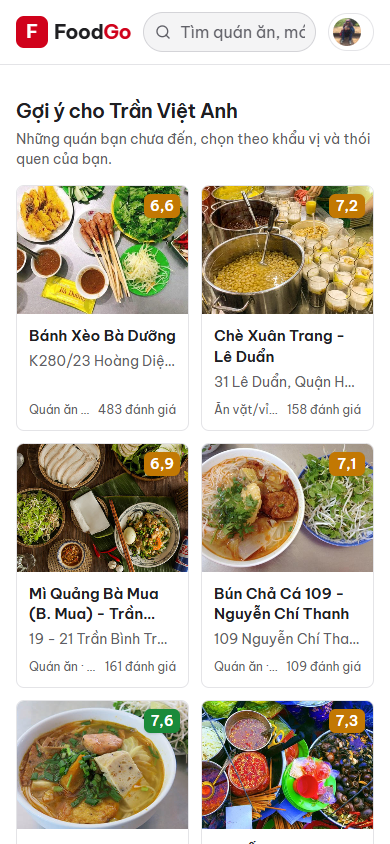 F FoodGo
Tìm quán ăn, mó
Gợi ý cho Trần Việt Anh
Những quán bạn chưa đến, chọn theo khẩu vị và thói
quen của bạn.
6,6
7,2
Bánh Xèo Bà Dưỡng
K280/23 Hoàng Diệ...
Quán ăn ... 483 đánh giá
Chè Xuân Trang -
Lê Duẩn
31 Lê Duẩn, Quận H...
Ăn vặt/vỉ... 158 đánh giá
6,9
7,1
Mì Quảng Bà Mua
(B. Mua) - Trần...
19 - 21 Trần Bình Tr...
Quán ăn · ... 161 đánh giá
Bún Chả Cá 109 -
Nguyễn Chí Thanh
109 Nguyễn Chí Tha...
Quán ăn ·... 109 đánh giá
7,6
7,3